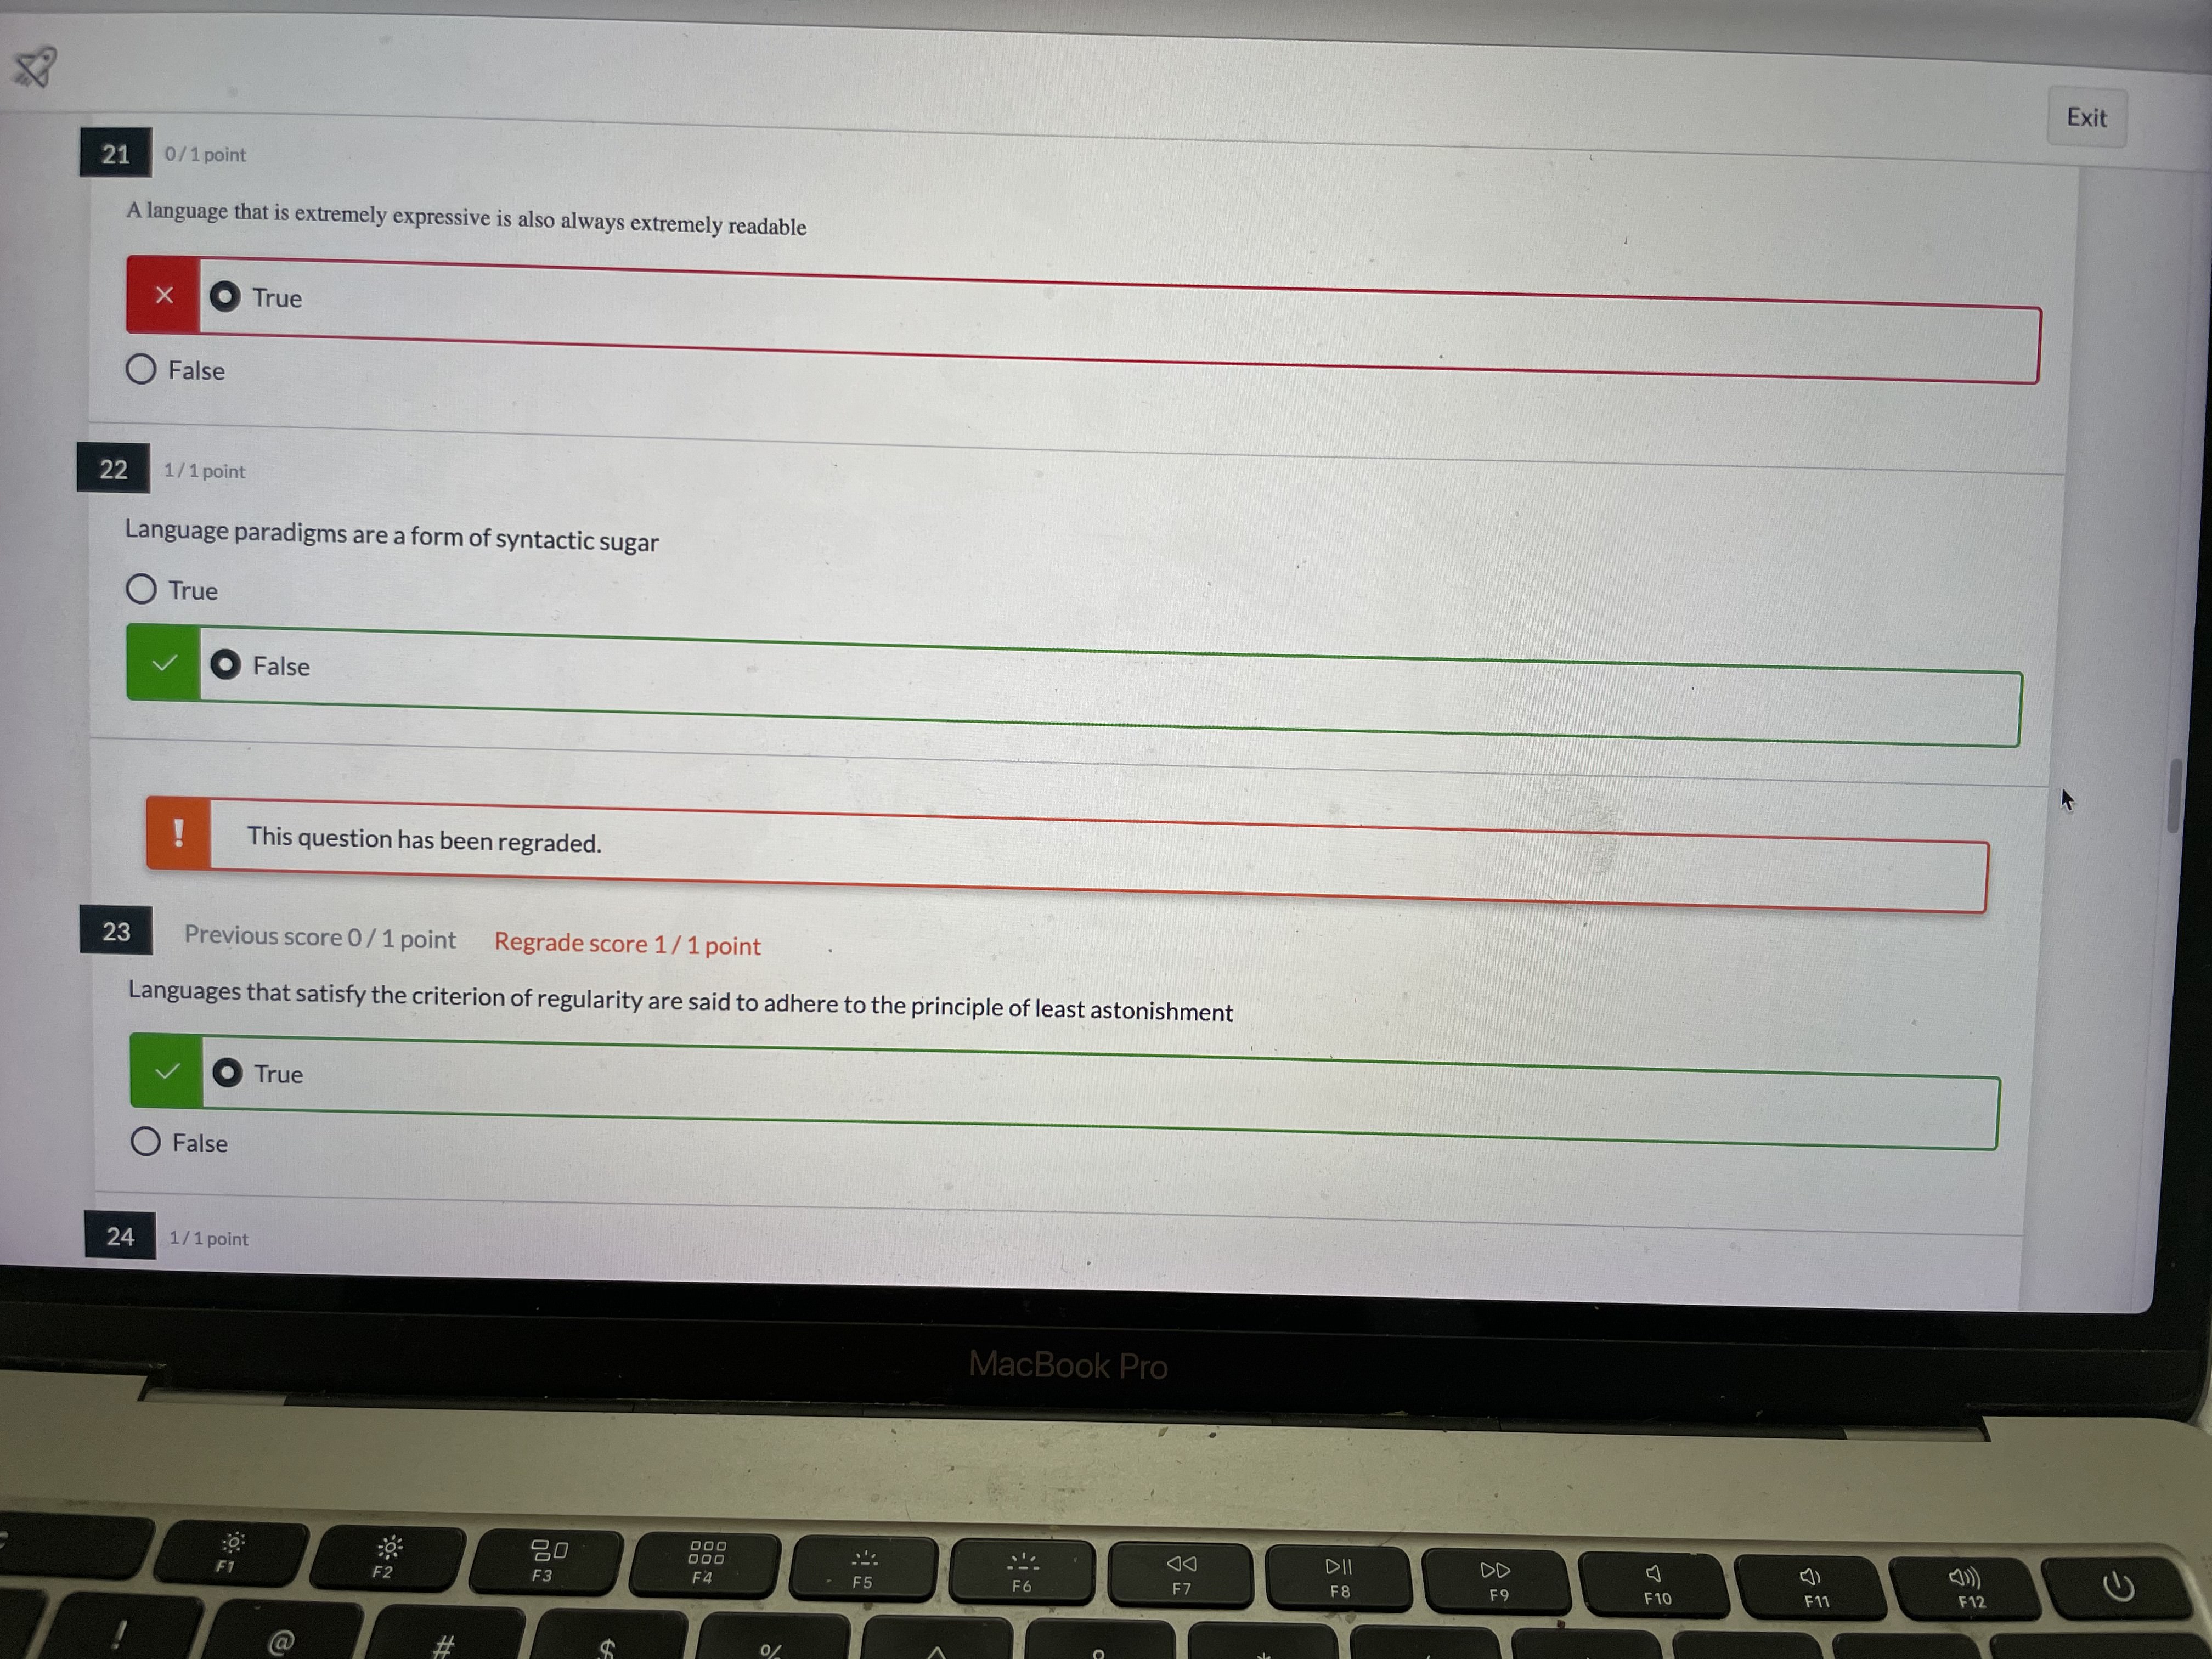 Exit
21 0 / 1 point
A language that is extremely expressive is also always extremely readable
True
False
22 1 / 1 point
Language paradigms are a form of syntactic sugar
True
False
! This question has been regraded.
23 Previous score 0 / 1 point Regrade score 1 / 1 point
Languages that satisfy the criterion of regularity are said to adhere to the principle of least astonishment
True
False
24 1 / 1 point
MacBook Pro
F1 F2 F3 F4 F5 F6 F7 F8 F9 F10 F11 F12
! @ # $ %